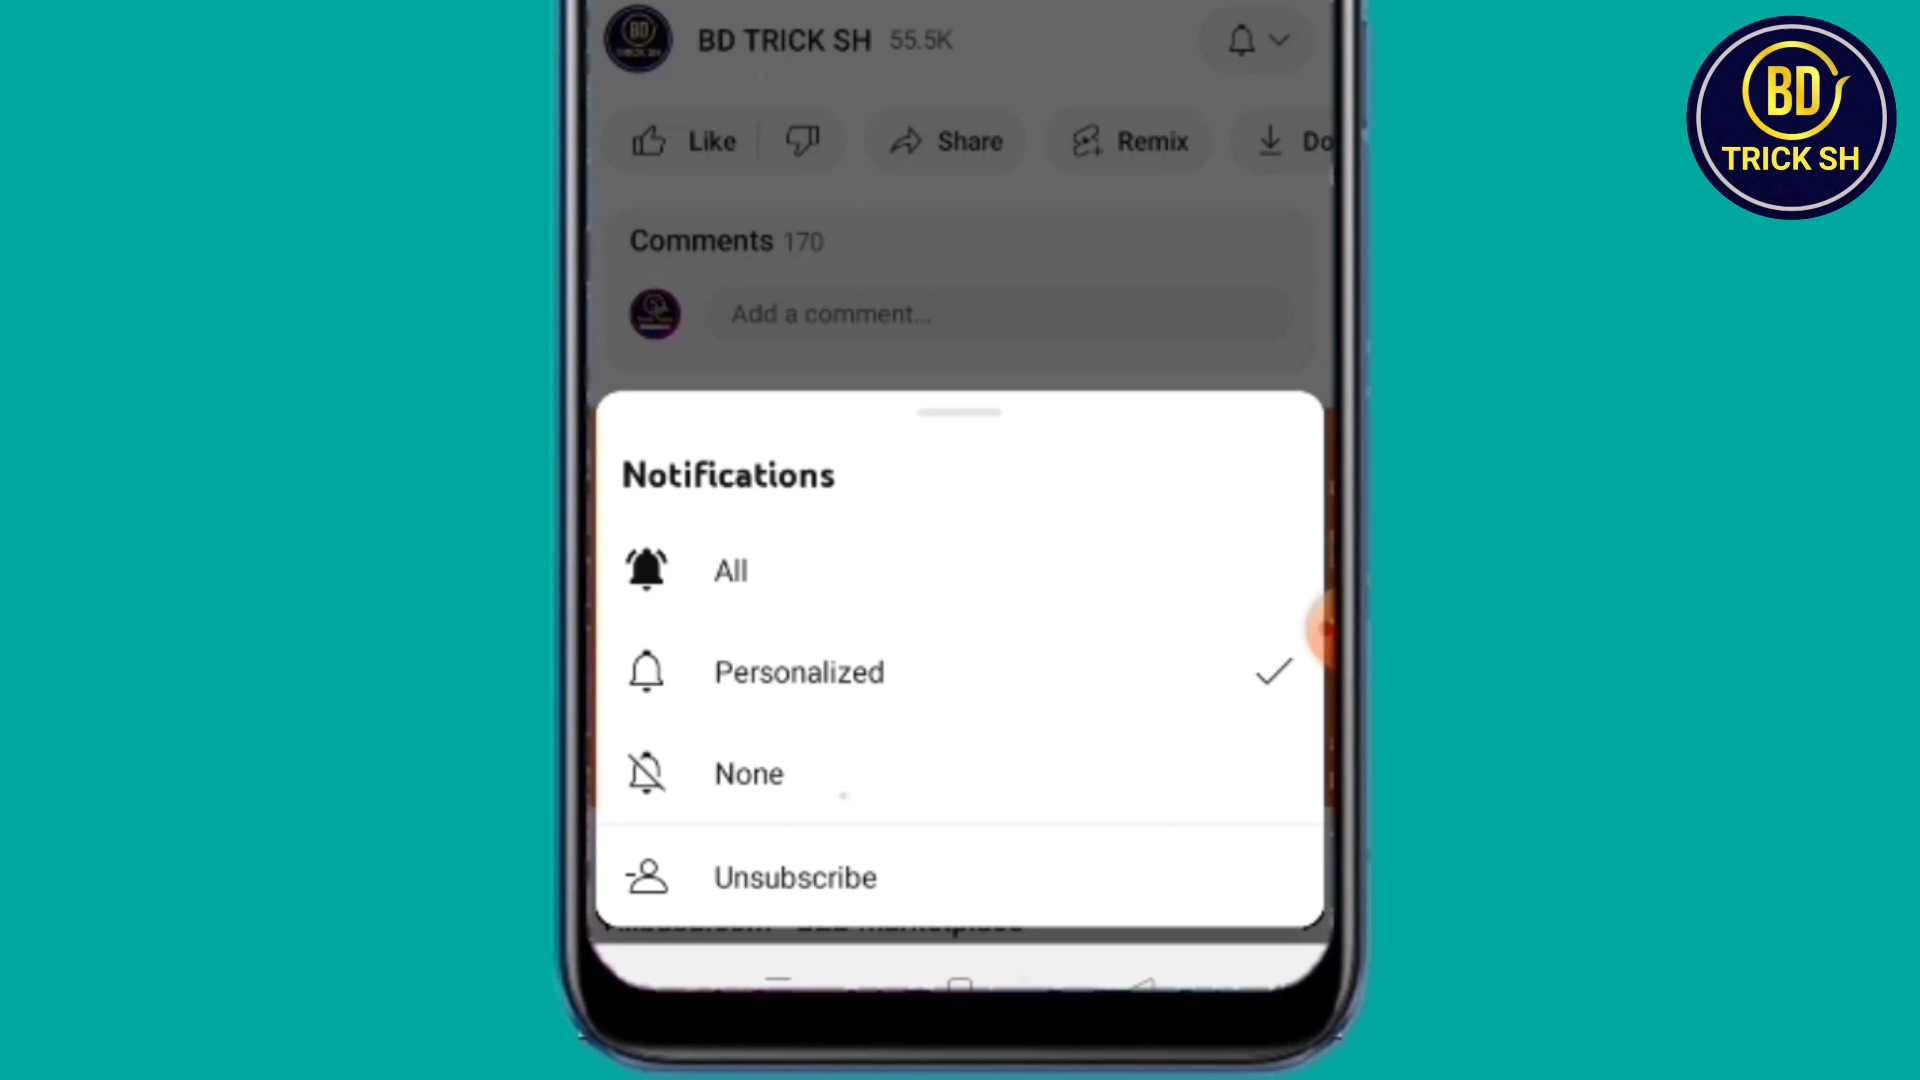 BD TRICK SH 55.5K
Like Share Remix Do
Comments 170
Add a comment...
Notifications
All
Personalized
None
Unsubscribe
BD
TRICK SH
BD